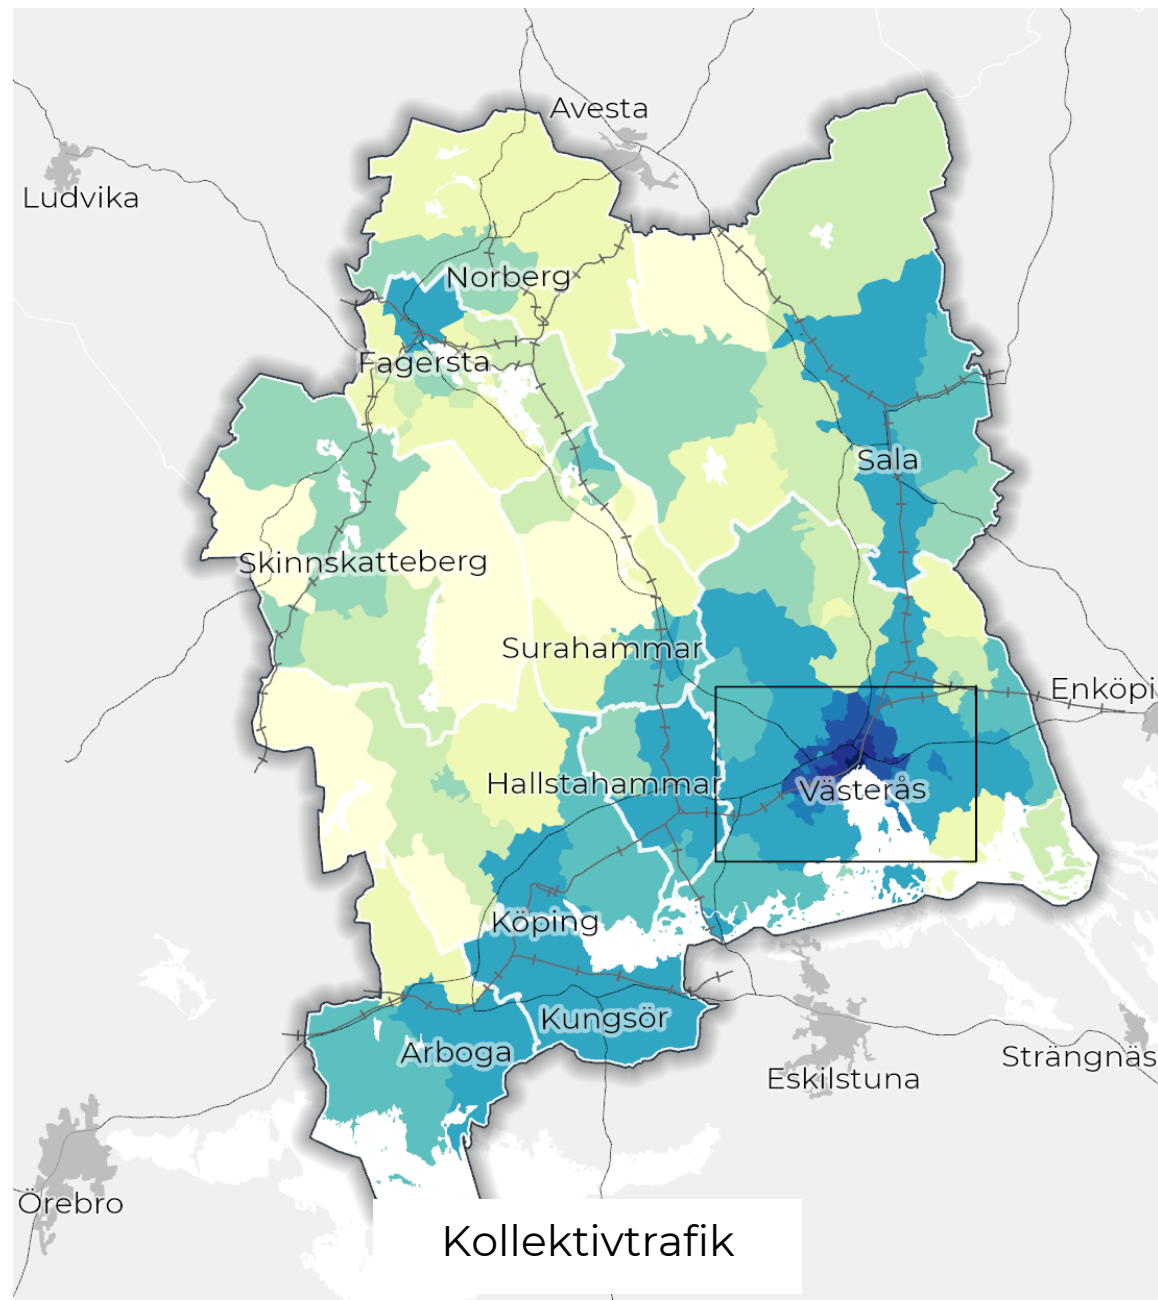 Avesta
Ludvika
Norberg
Fagersta
Sala
Skinnskatteberg
Surahammar
Enköpi
Hallstahammar
Västerås
Köping
Kungsör
Arboga
Strängnäs
Eskilstuna
Örebro
Kollektivtrafik